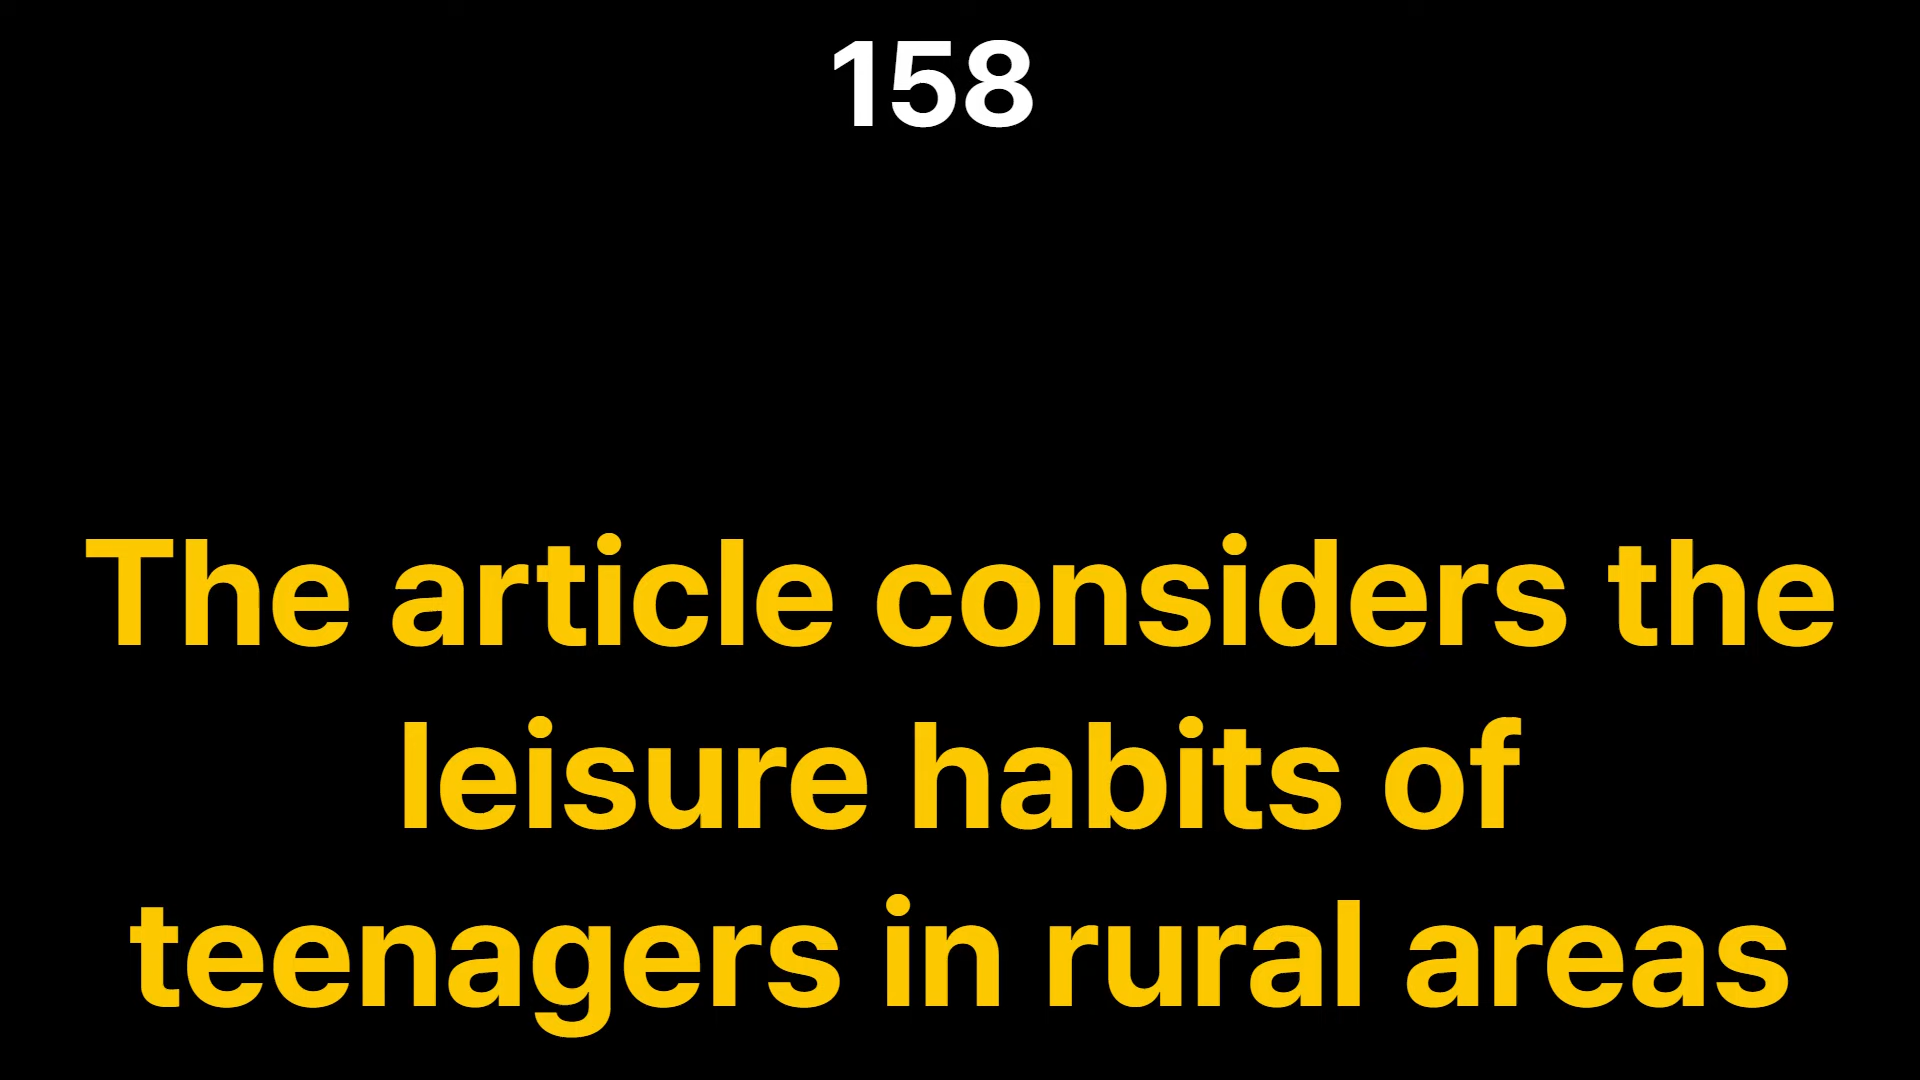 158
The article considers the
leisure habits of
teenagers in rural areas